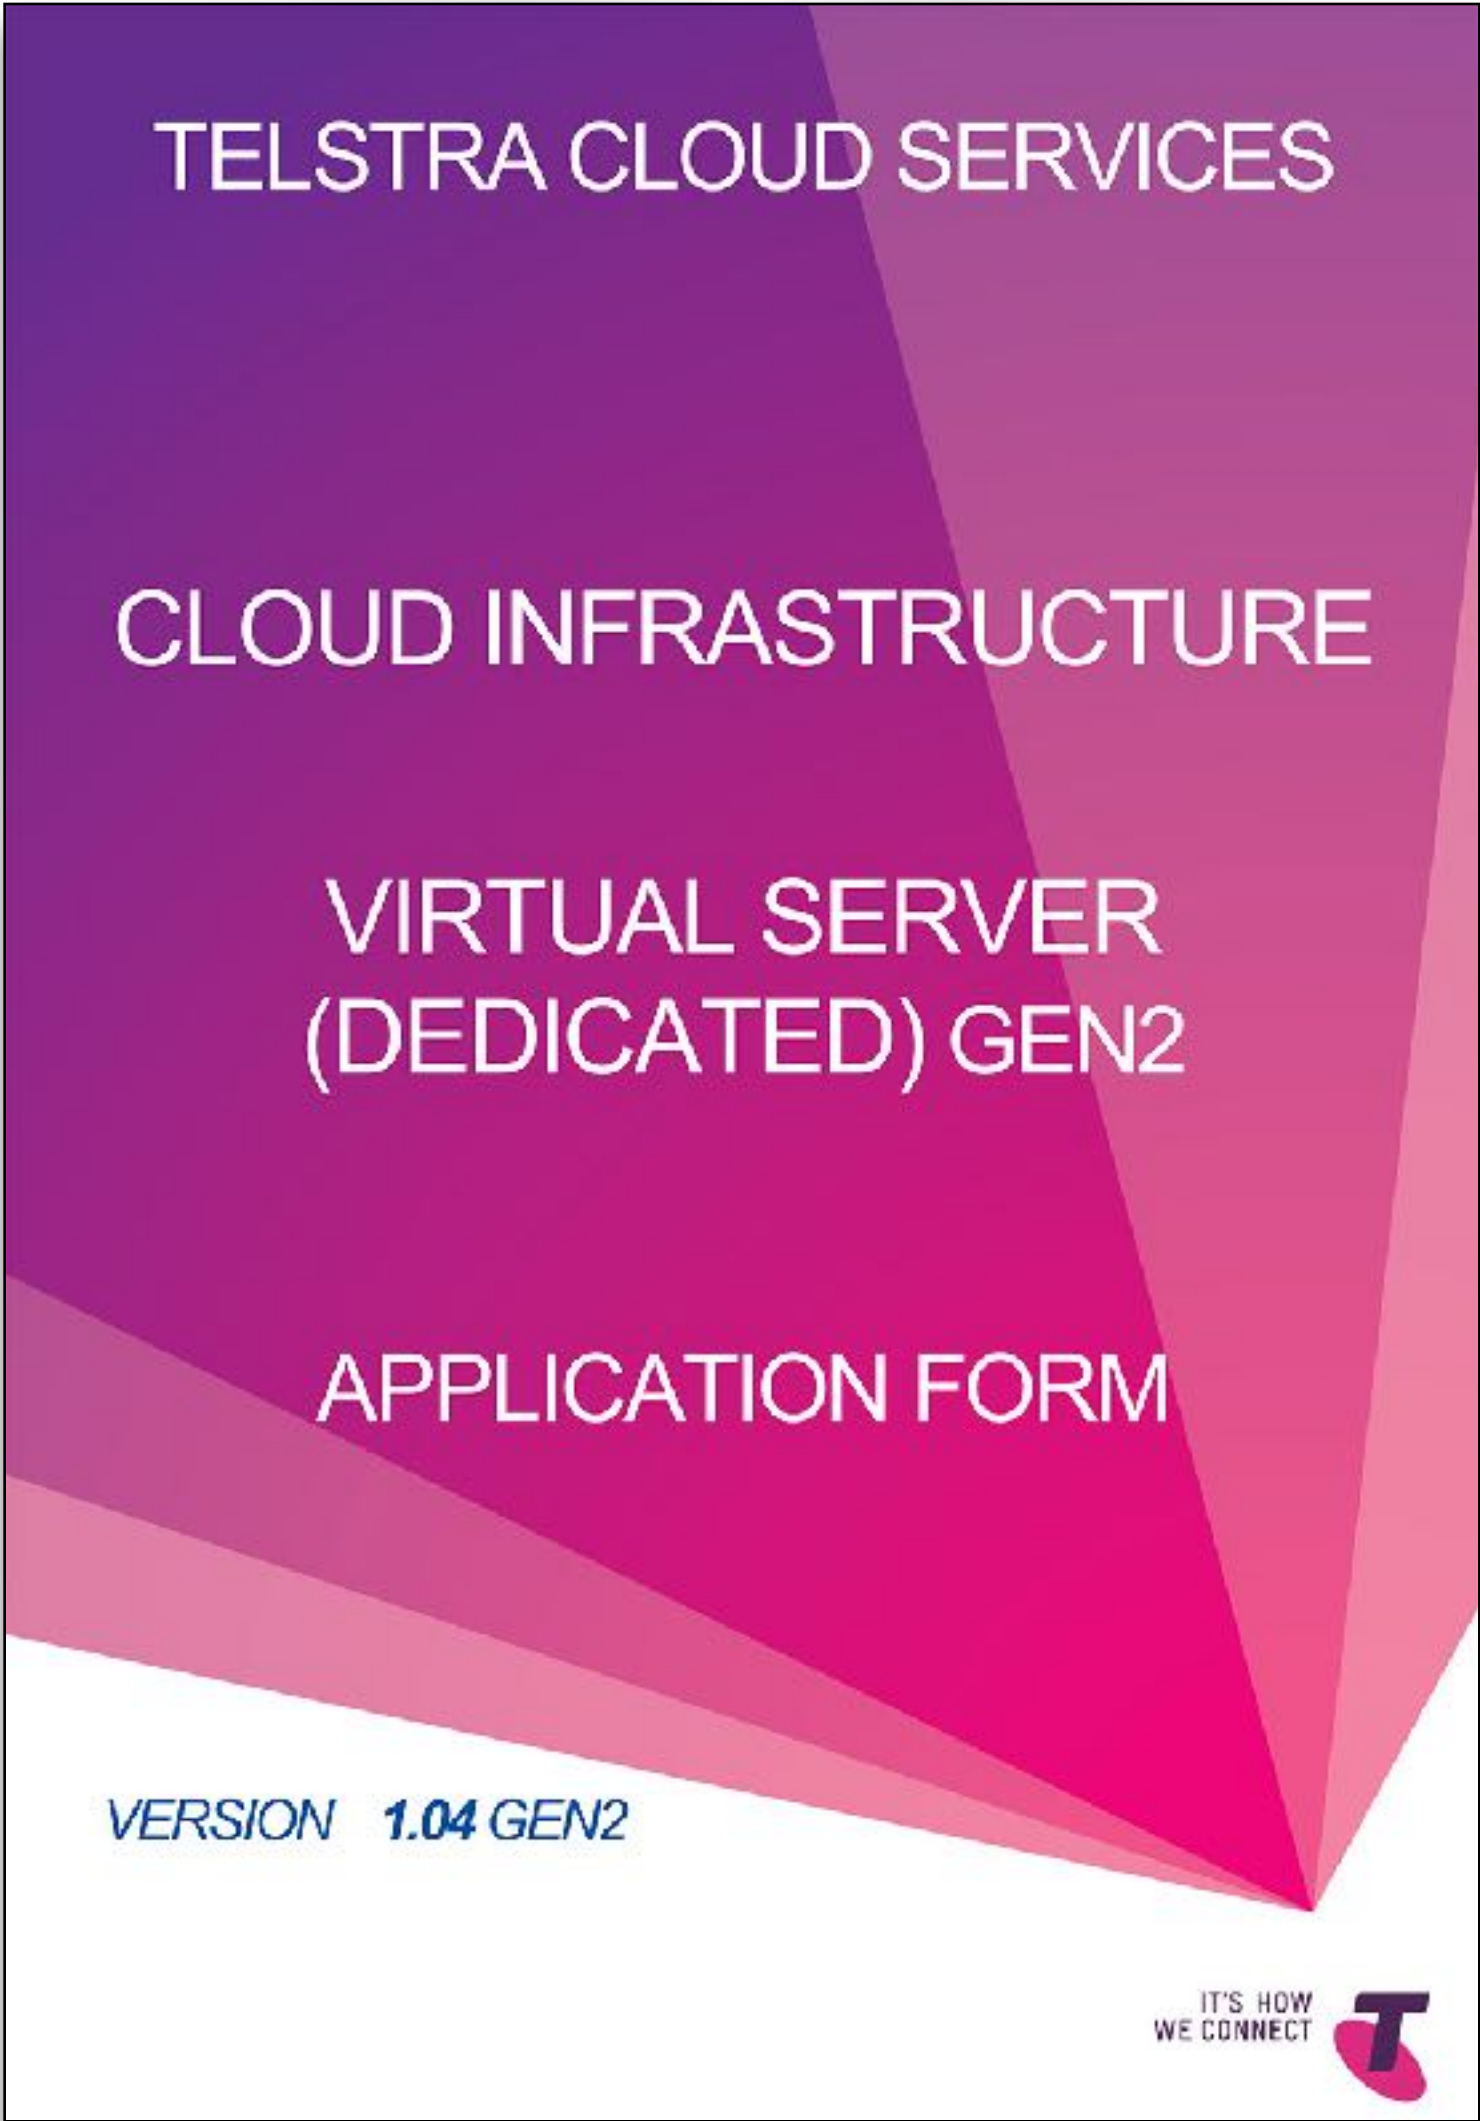 TELSTRA CLOUD SERVICES
CLOUD INFRASTRUCTURE
VIRTUAL SERVER
(DEDICATED) GEN2
APPLICATION FORM
VERSION 1.04 GEN2
IT'S HOW
WE CONNECT
T